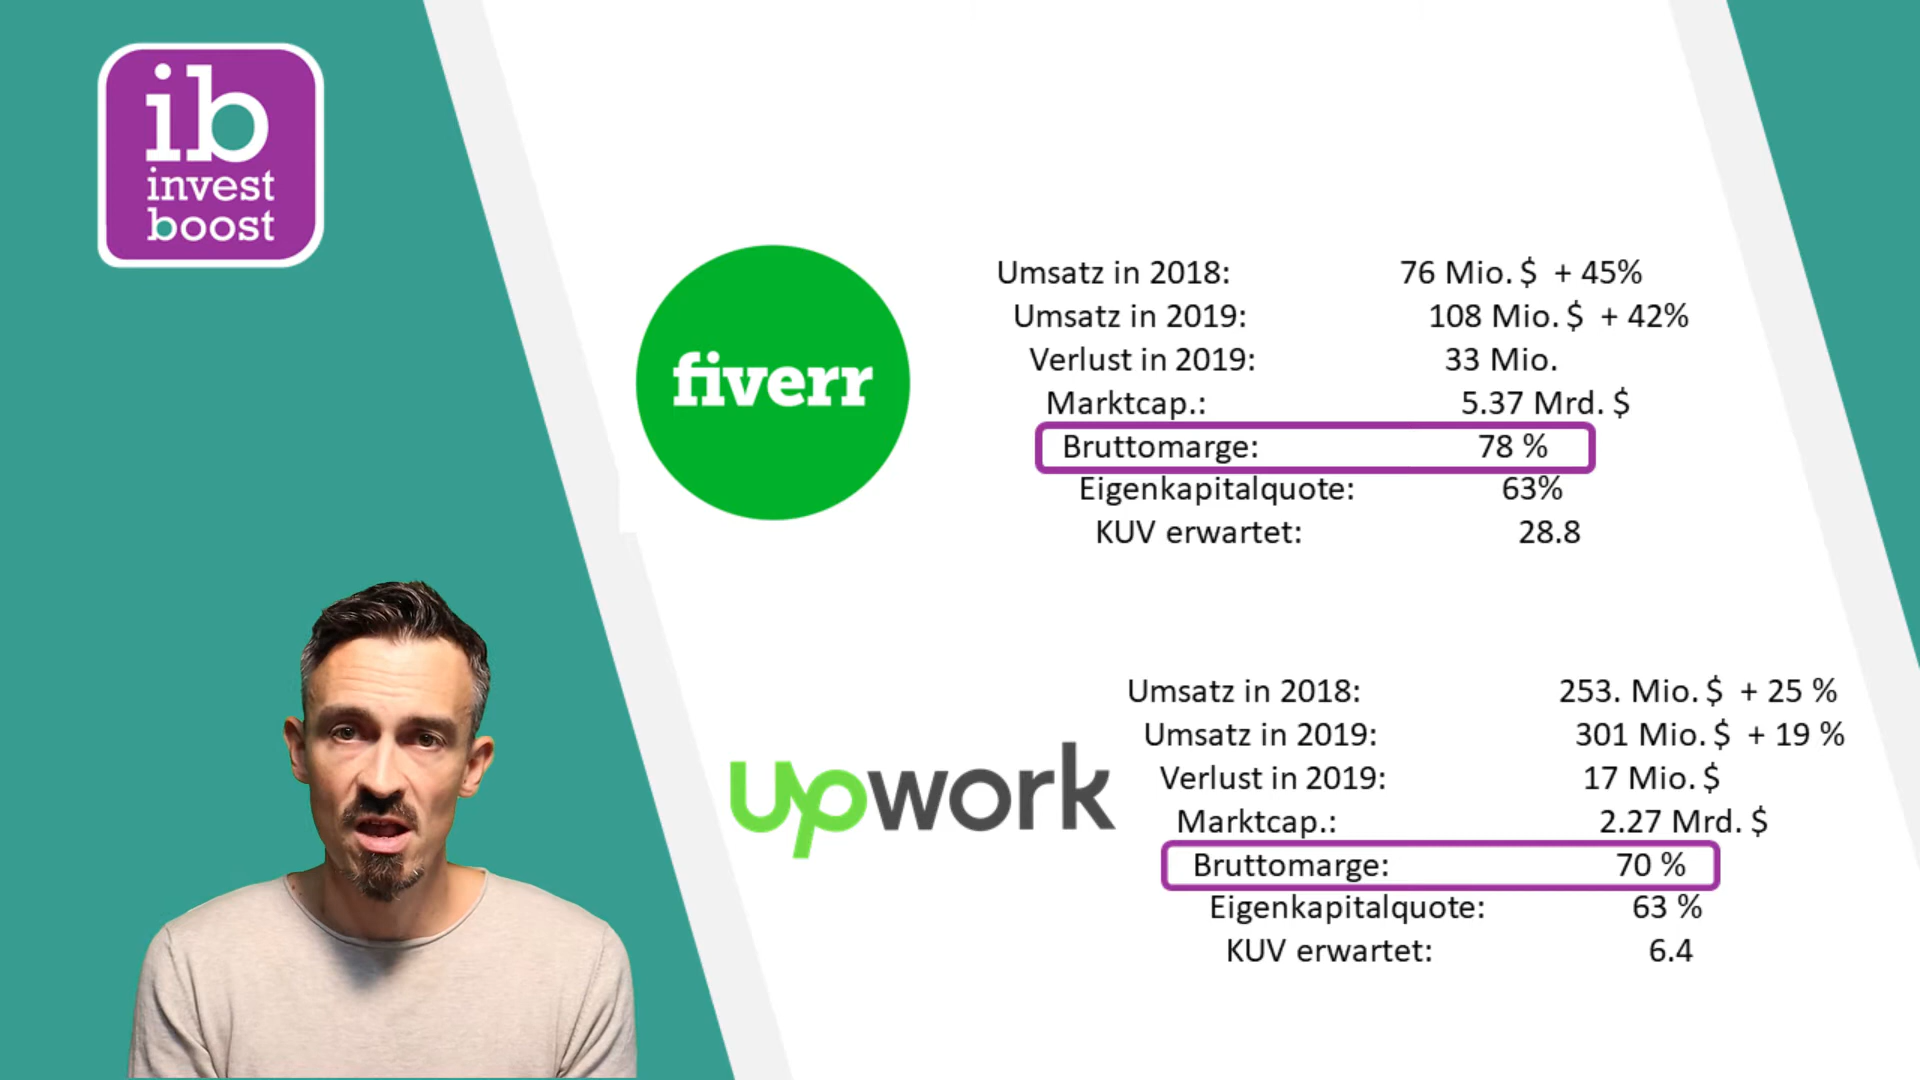 ib
invest
boost
fiverr
Umsatz in 2018: 76 Mio. $ + 45%
Umsatz in 2019: 108 Mio. $ + 42%
Verlust in 2019: 33 Mio.
Marktcap.: 5.37 Mrd. $
Bruttomarge: 78 %
Eigenkapitalquote: 63%
KUV erwartet: 28.8
upwork
Umsatz in 2018: 253. Mio. $ + 25 %
Umsatz in 2019: 301 Mio. $ + 19 %
Verlust in 2019: 17 Mio. $
Marktcap.: 2.27 Mrd. $
Bruttomarge: 70 %
Eigenkapitalquote: 63 %
KUV erwartet: 6.4